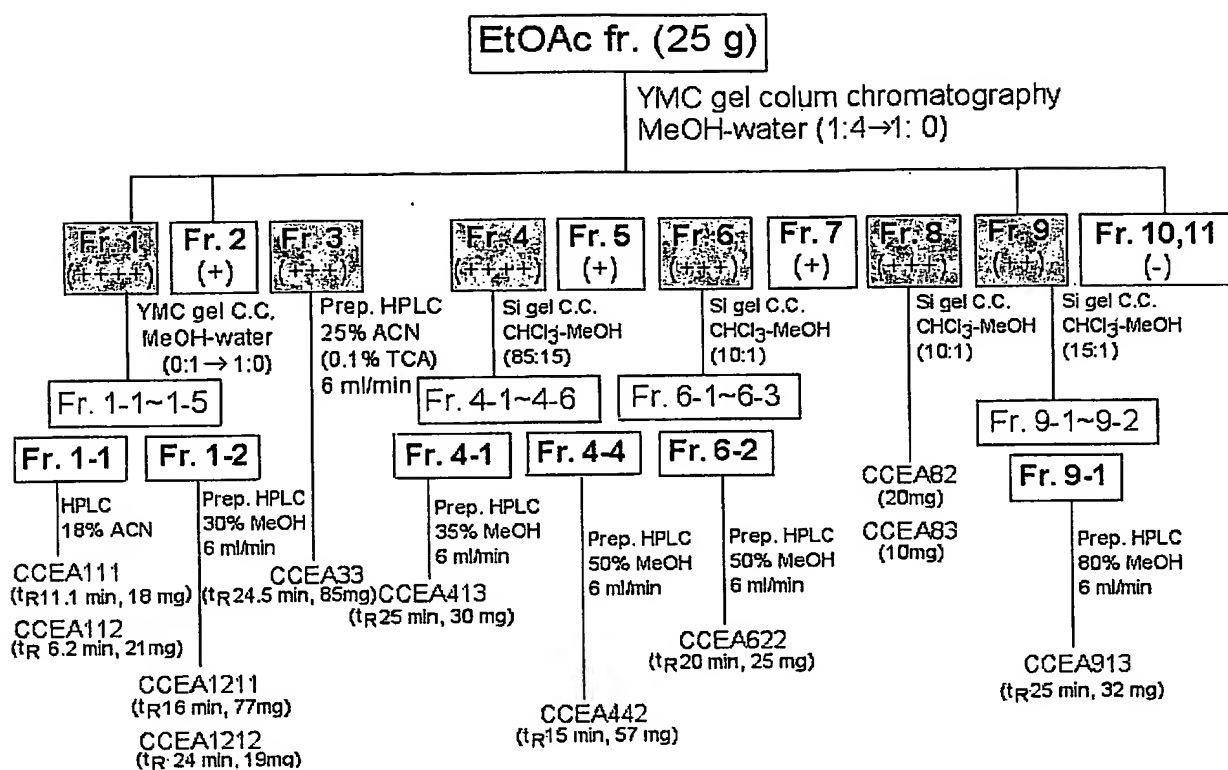 EtOAc fr. (25 g)
YMC gel colum chromatography
MeOH-water (1:4→1: 0)
Fr. 1
(++++)
Fr. 2
(+)
Fr. 3
(+++)
Fr. 4
(++++)
Fr. 5
(+)
Fr. 6
(+++)
Fr. 7
(+)
Fr. 8
Fr. 9
(++)
Fr. 10,11
(-)
YMC gel C.C.
MeOH-water
(0:1 → 1:0)
Prep. HPLC
25% ACN
(0.1% TCA)
6 ml/min
Si gel C.C.
CHCl3-MeOH
(85:15)
Si gel C.C.
CHCl3-MeOH
(10:1)
Si gel C.C.
CHCl3-MeOH
(10:1)
Si gel C.C.
CHCl3-MeOH
(15:1)
Fr. 1-1~1-5
Fr. 4-1~4-6
Fr. 6-1~6-3
Fr. 9-1~9-2
Fr. 1-1
Fr. 1-2
Fr. 4-1
Fr. 4-4
Fr. 6-2
Fr. 9-1
HPLC
18% ACN
Prep. HPLC
30% MeOH
6 ml/min
Prep. HPLC
35% MeOH
6 ml/min
Prep. HPLC
50% MeOH
6 ml/min
Prep. HPLC
50% MeOH
6 ml/min
CCEA82
(20mg)
CCEA83
(10mg)
Prep. HPLC
80% MeOH
6 ml/min
CCEA111
(tR11.1 min, 18 mg)
CCEA112
(tR 6.2 min, 21mg)
CCEA1211
(tR16 min, 77mg)
CCEA1212
(tR 24 min, 19mg)
CCEA33
(tR24.5 min, 85mg)
CCEA413
(tR25 min, 30 mg)
CCEA442
(tR15 min, 57 mg)
CCEA622
(tR20 min, 25 mg)
CCEA913
(tR25 min, 32 mg)